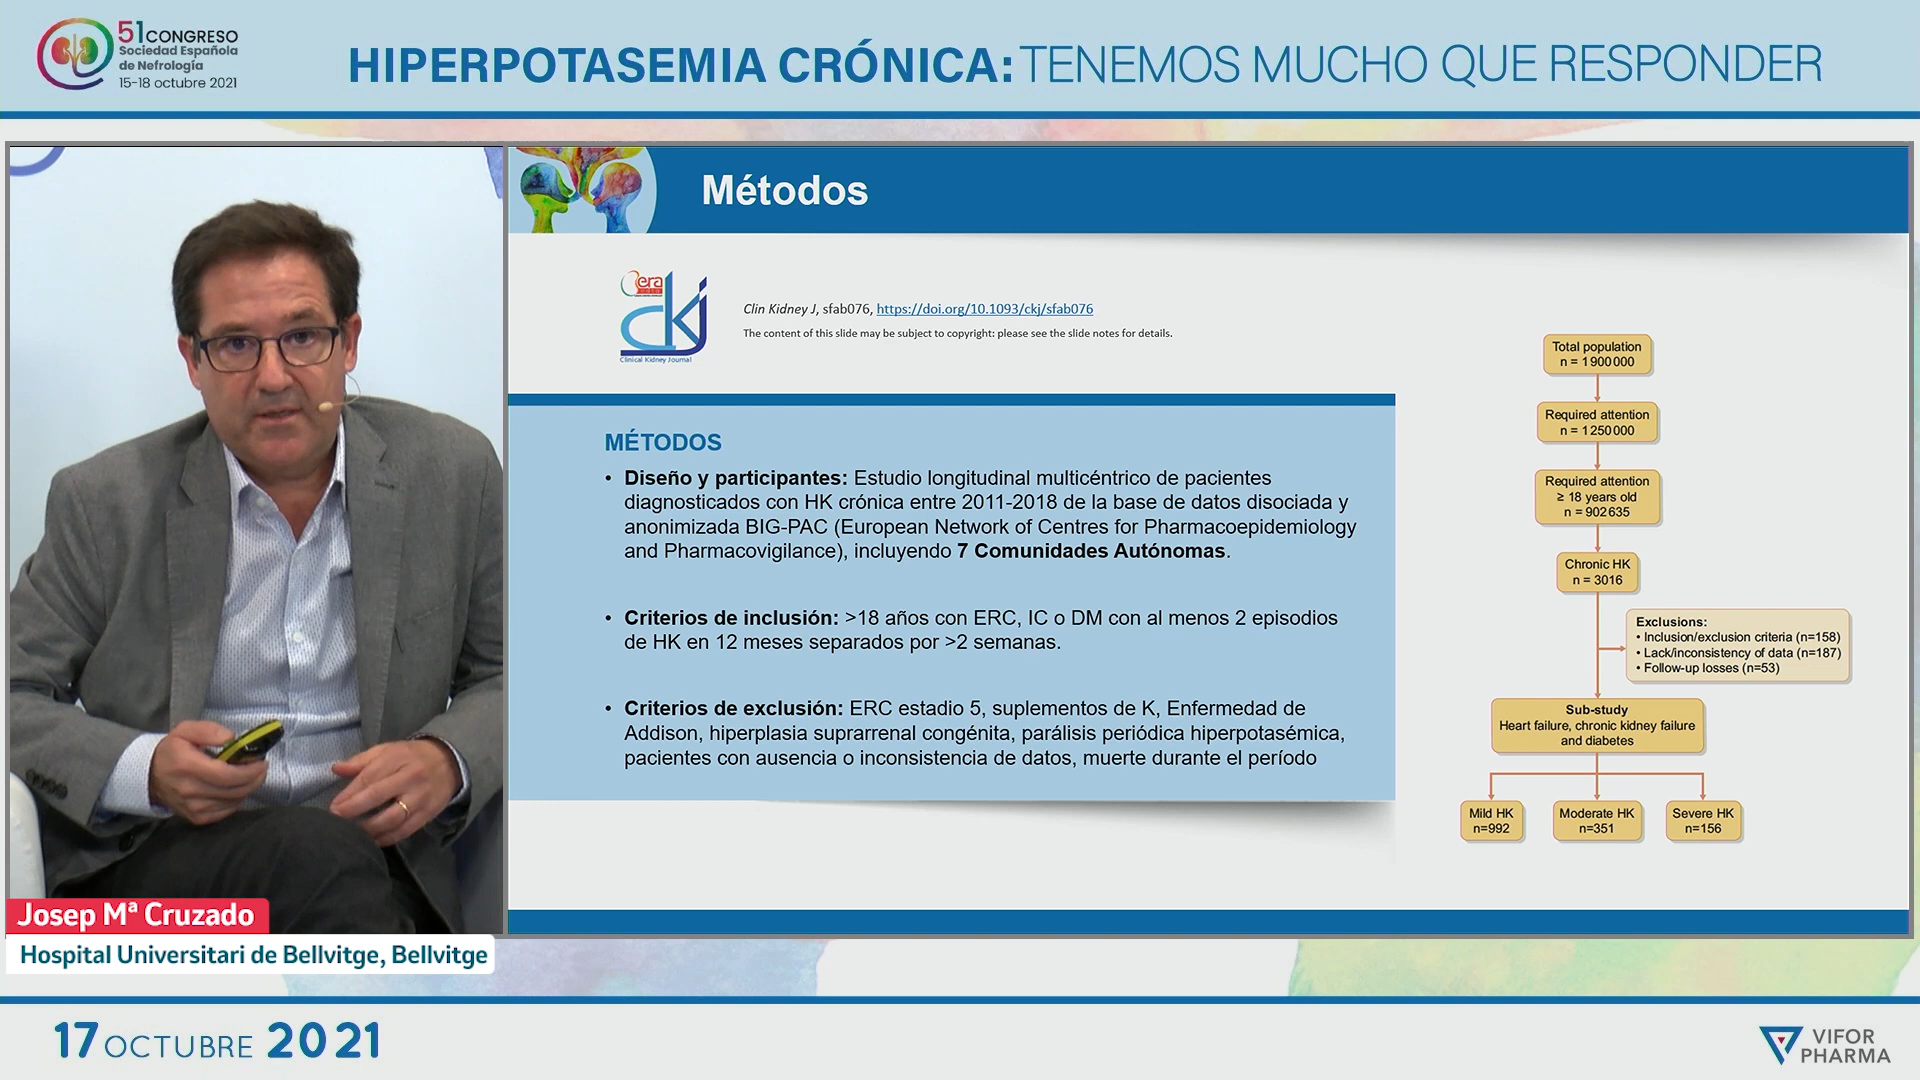 51 CONGRESO
Sociedad Española
de Nefrología
15-18 octubre 2021
HIPERPOTASEMIA CRÓNICA: TENEMOS MUCHO QUE RESPONDER
Métodos
era
ckj
Clinical Kidney Journal
Clin Kidney J, sfab076, https://doi.org/10.1093/ckj/sfab076
The content of this slide may be subject to copyright: please see the slide notes for details.
MÉTODOS
• Diseño y participantes: Estudio longitudinal multicéntrico de pacientes
diagnosticados con HK crónica entre 2011-2018 de la base de datos disociada y
anonimizada BIG-PAC (European Network of Centres for Pharmacoepidemiology
and Pharmacovigilance), incluyendo 7 Comunidades Autónomas.
• Criterios de inclusión: >18 años con ERC, IC o DM con al menos 2 episodios
de HK en 12 meses separados por >2 semanas.
• Criterios de exclusión: ERC estadio 5, suplementos de K, Enfermedad de
Addison, hiperplasia suprarrenal congénita, parálisis periódica hiperpotasémica,
pacientes con ausencia o inconsistencia de datos, muerte durante el período
Total population
n = 1900000
Required attention
n = 1250000
Required attention
≥ 18 years old
n = 902635
Chronic HK
n = 3016
Exclusions:
• Inclusion/exclusion criteria (n=158)
• Lack/inconsistency of data (n=187)
• Follow-up losses (n=53)
Sub-study
Heart failure, chronic kidney failure
and diabetes
Mild HK
n=992
Moderate HK
n=351
Severe HK
n=156
Josep Mª Cruzado
Hospital Universitari de Bellvitge, Bellvitge
17 OCTUBRE 2021
VIFOR
PHARMA